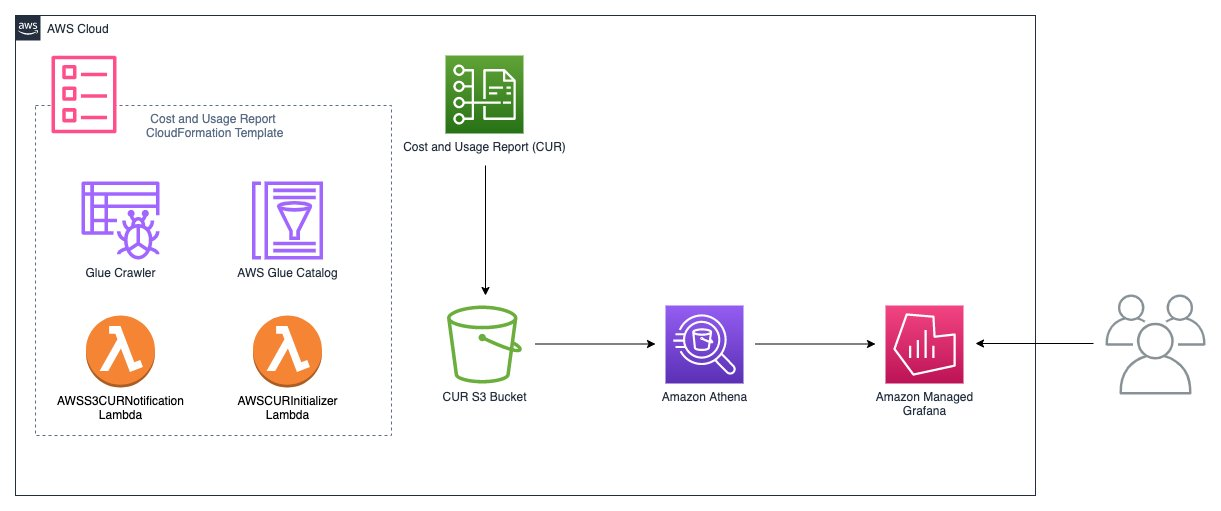 aws
AWS Cloud
Cost and Usage Report
CloudFormation Template
Cost and Usage Report (CUR)
Glue Crawler
AWS Glue Catalog
AWSS3CURNotification
Lambda
AWSCURInitializer
Lambda
CUR S3 Bucket
Amazon Athena
Amazon Managed
Grafana